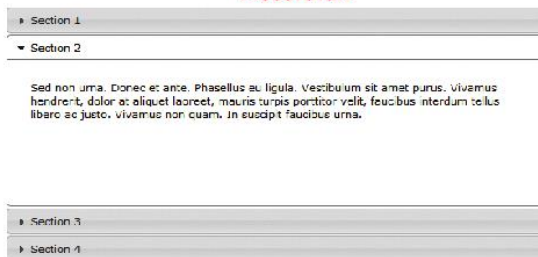 Section 1
Section 2
Sed non urna. Donec et ante. Phasellus eu ligula. Vestibulum sit amet purus. Vivamus
hendrerit, dolor at aliquet laoreet, mauris turpis porttitor velit, faucibus interdum tellus
libero ac justo. Vivamus non quam. In suscipit faucibus urna.
Section 3
Section 4